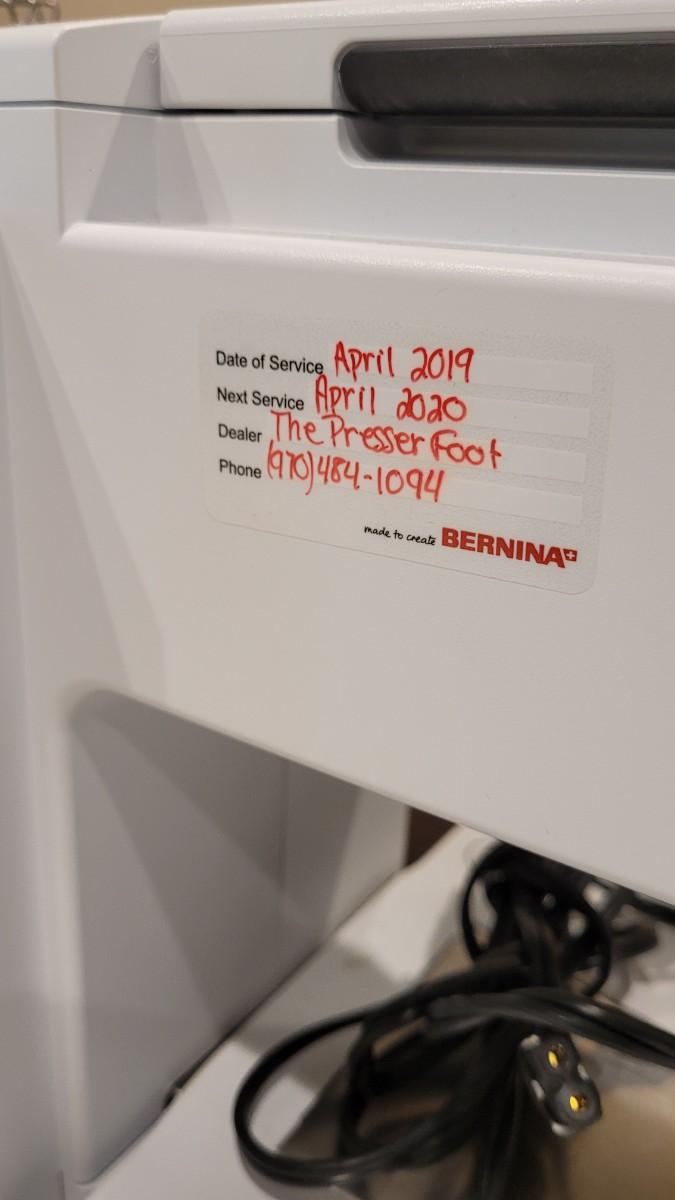 Date of Service April 2019
Next Service April 2020
Dealer The Presser Foot
Phone (970)484-1094
made to create BERNINA+